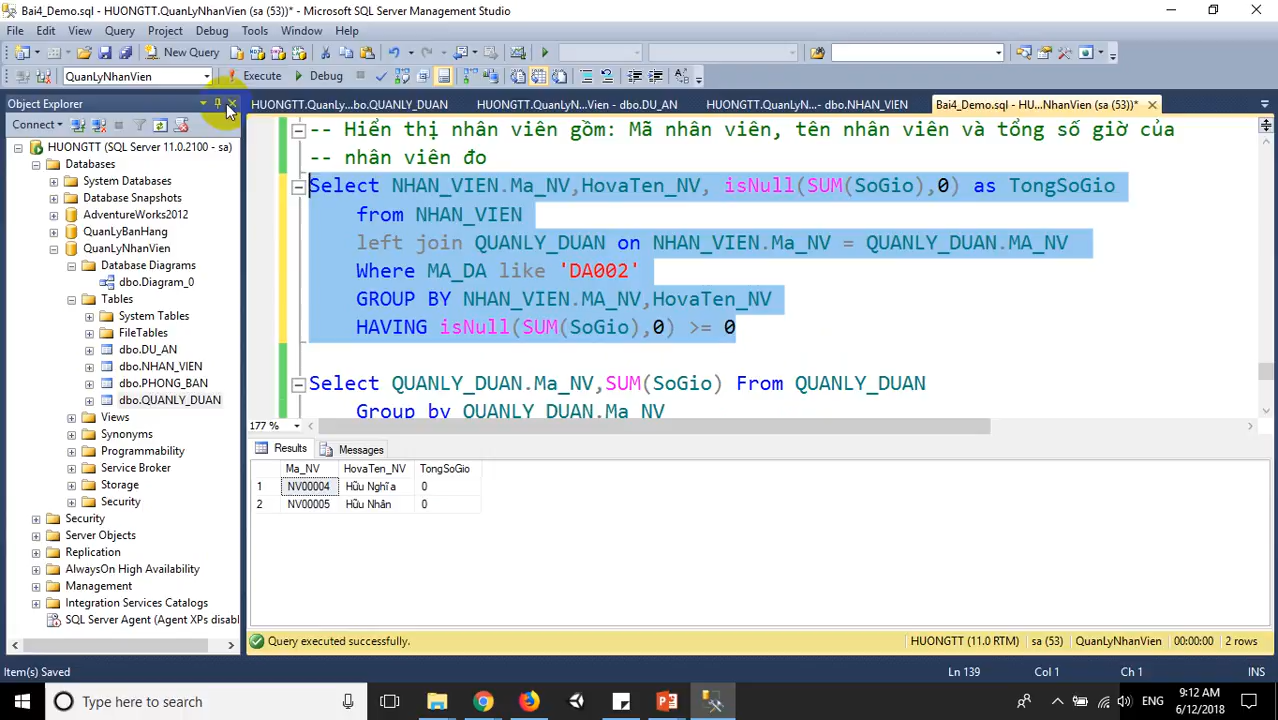 Bai4_Demo.sql - HUONGTT.QuanLyNhanVien (sa (53))* - Microsoft SQL Server Management Studio
File Edit View Query Project Debug Tools Window Help
New Query
QuanLyNhanVien Execute Debug
Object Explorer
HUONGTT.QuanLy...bo.QUANLY_DUAN HUONGTT.QuanLyN...Vien - dbo.DU_AN HUONGTT.QuanLyN...- dbo.NHAN_VIEN Bai4_Demo.sql - HU...NhanVien (sa (53))*
Connect
HUONGTT (SQL Server 11.0.2100 - sa)
Databases
System Databases
Database Snapshots
AdventureWorks2012
QuanLyBanHang
QuanLyNhanVien
Database Diagrams
dbo.Diagram_0
Tables
System Tables
FileTables
dbo.DU_AN
dbo.NHAN_VIEN
dbo.PHONG_BAN
dbo.QUANLY_DUAN
Views
Synonyms
Programmability
Service Broker
Storage
Security
Security
Server Objects
Replication
AlwaysOn High Availability
Management
Integration Services Catalogs
SQL Server Agent (Agent XPs disabl
-- Hiển thị nhân viên gồm: Mã nhân viên, tên nhân viên và tổng số giờ của
-- nhân viên đo
Select NHAN_VIEN.Ma_NV,HovaTen_NV, isNull(SUM(SoGio),0) as TongSoGio
from NHAN_VIEN
left join QUANLY_DUAN on NHAN_VIEN.Ma_NV = QUANLY_DUAN.MA_NV
Where MA_DA like 'DA002'
GROUP BY NHAN_VIEN.MA_NV,HovaTen_NV
HAVING isNull(SUM(SoGio),0) >= 0
Select QUANLY_DUAN.Ma_NV,SUM(SoGio) From QUANLY_DUAN
Group by QUANLY_DUAN.Ma_NV
177 %
Results Messages
Ma_NV HovaTen_NV TongSoGio
1 NV00004 Hữu Nghĩa 0
2 NV00005 Hữu Nhân 0
Query executed successfully. HUONGTT (11.0 RTM) sa (53) QuanLyNhanVien 00:00:00 2 rows
Item(s) Saved Ln 139 Col 1 Ch 1 INS
Type here to search
ENG
9:12 AM
6/12/2018